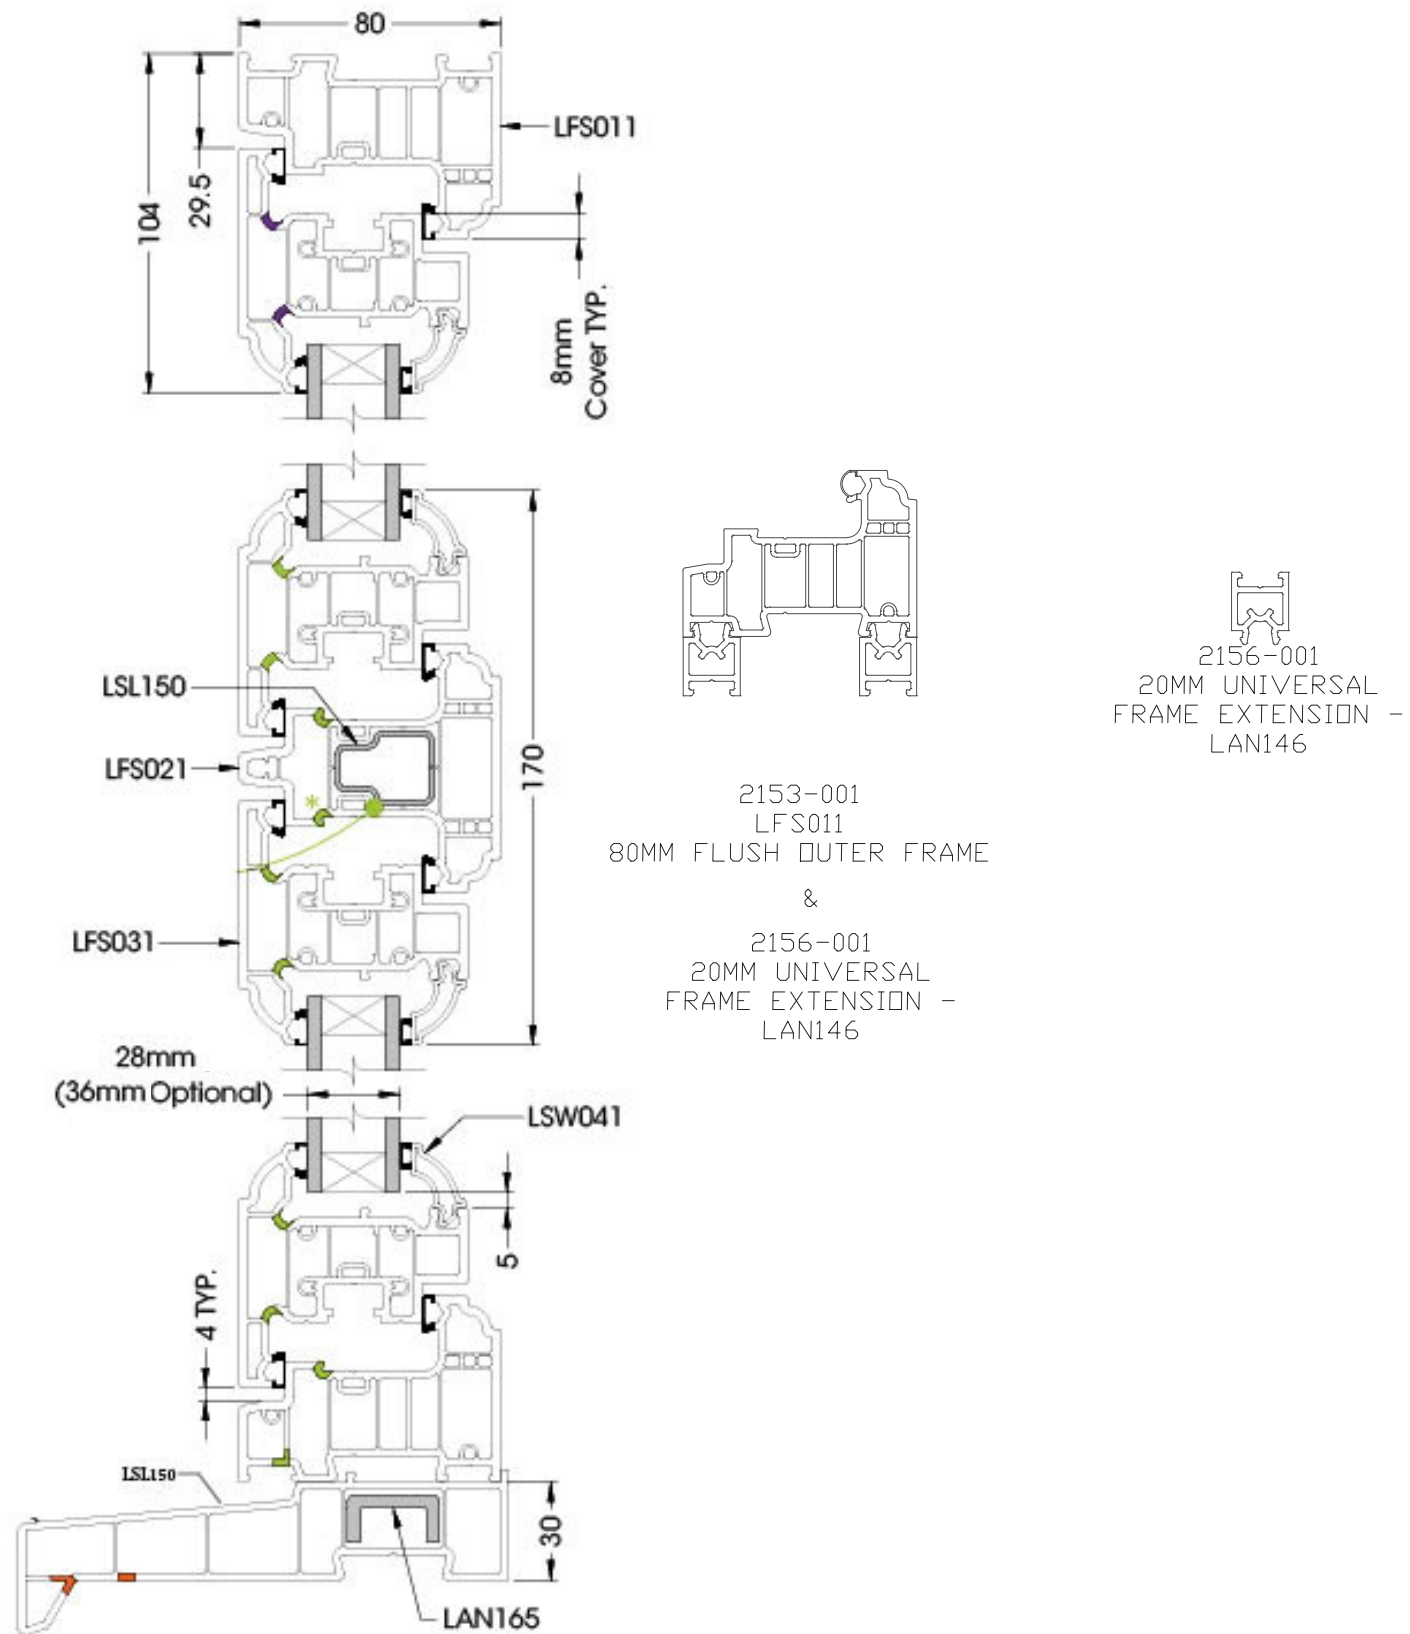 80
LFS011
29.5
104
8mm
Cover TYP.
LSL150
LFS021
170
LFS031
28mm
(36mm Optional)
LSW041
5
4 TYP.
LSL150
30
LAN165
2153-001
LFS011
80MM FLUSH OUTER FRAME
&
2156-001
20MM UNIVERSAL
FRAME EXTENSION -
LAN146
2156-001
20MM UNIVERSAL
FRAME EXTENSION -
LAN146
*